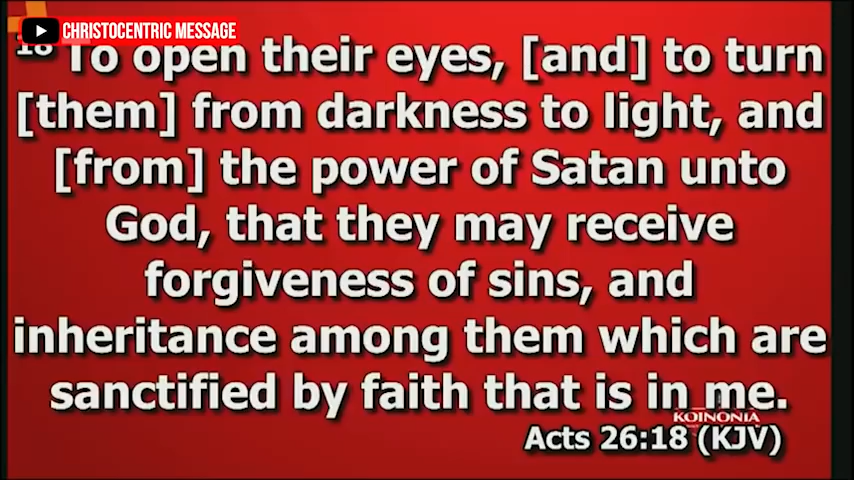 CHRISTOCENTRIC MESSAGE
18 To open their eyes, [and] to turn
[them] from darkness to light, and
[from] the power of Satan unto
God, that they may receive
forgiveness of sins, and
inheritance among them which are
sanctified by faith that is in me.
KOINONIA
Acts 26:18 (KJV)